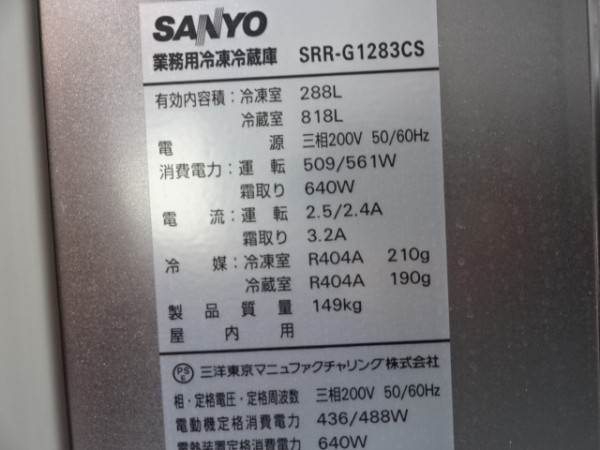 SANYO
業務用冷凍冷蔵庫 SRR-G1283CS
有効内容積：冷凍室 288L
冷蔵室 818L
電源 三相200V 50/60Hz
消費電力：運転 509/561W
霜取り 640W
電流：運転 2.5/2.4A
霜取り 3.2A
冷媒：冷凍室 R404A 210g
冷蔵室 R404A 190g
製品質量 149kg
屋内用
PSE 三洋東京マニュファクチャリング株式会社
相・定格電圧・定格周波数 三相200V 50/60Hz
電動機定格消費電力 436/488W
電熱装置定格消費電力 640W